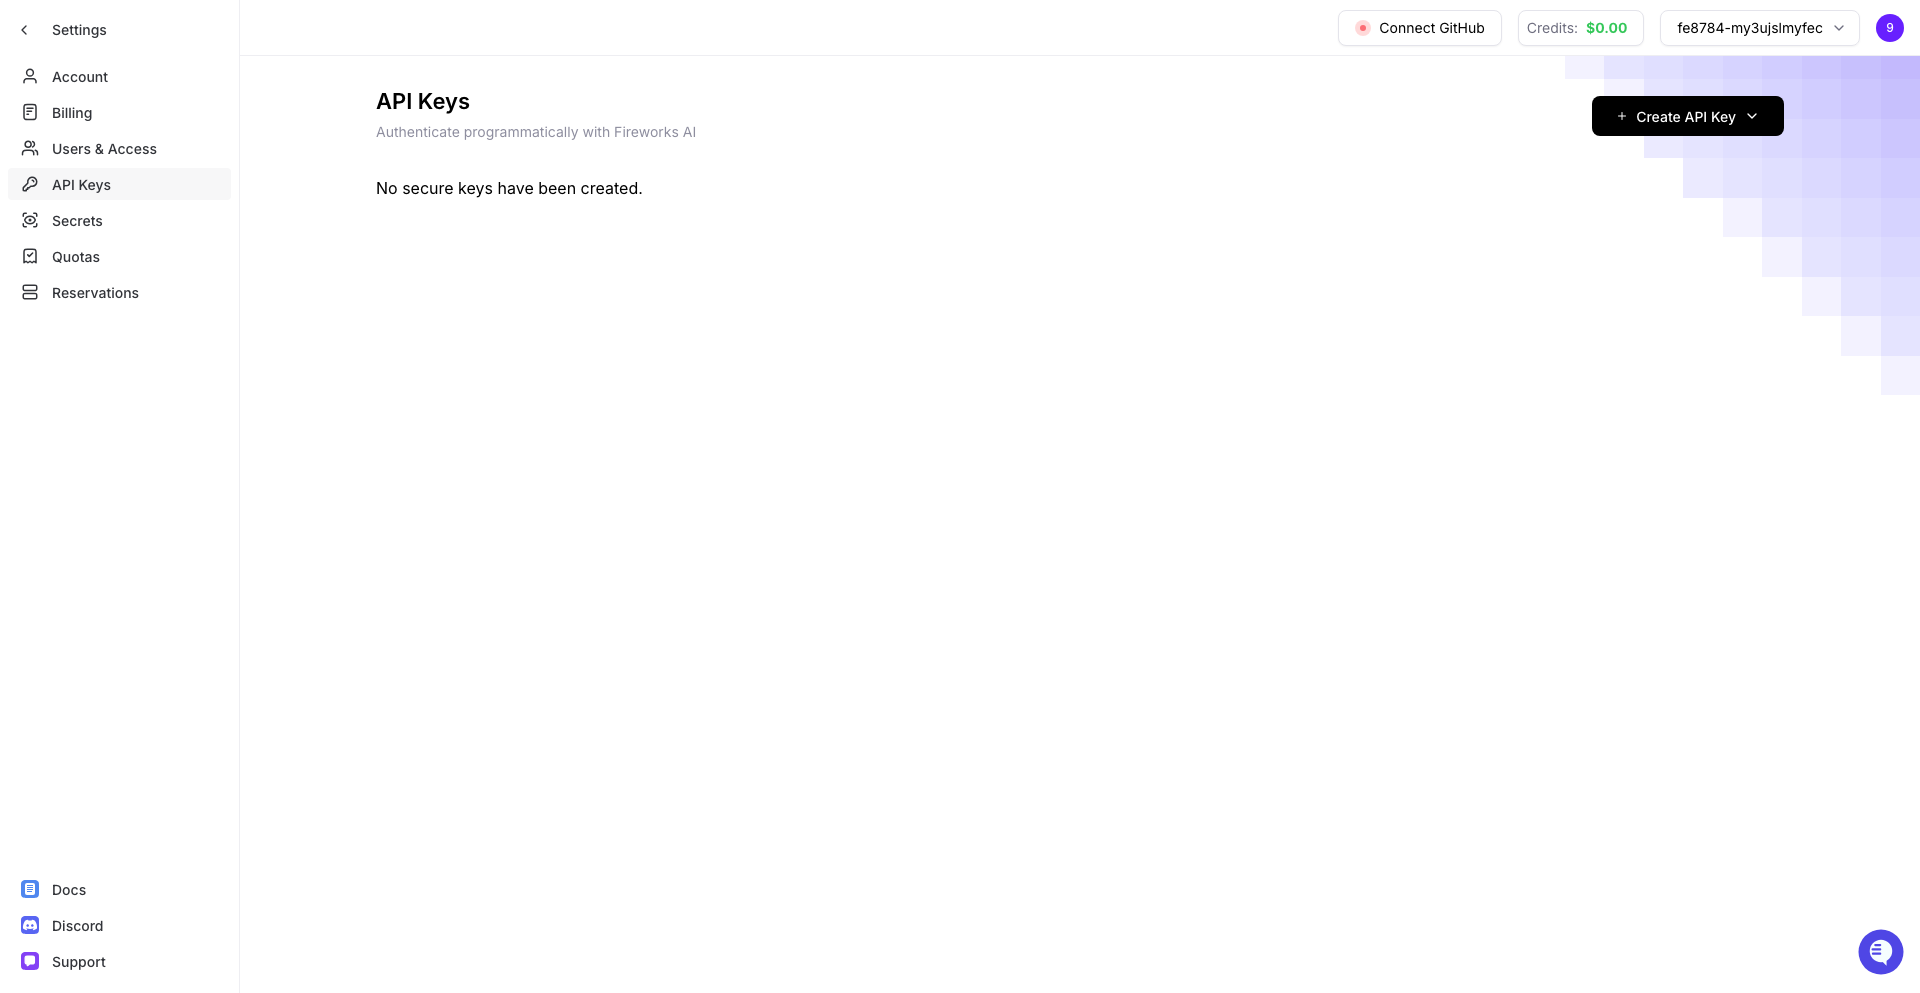 Settings
Account
Billing
Users & Access
API Keys
Secrets
Quotas
Reservations
Docs
Discord
Support
Connect GitHub
Credits: $0.00
fe8784-my3ujslmyfec
9
API Keys
Authenticate programmatically with Fireworks AI
Create API Key
No secure keys have been created.